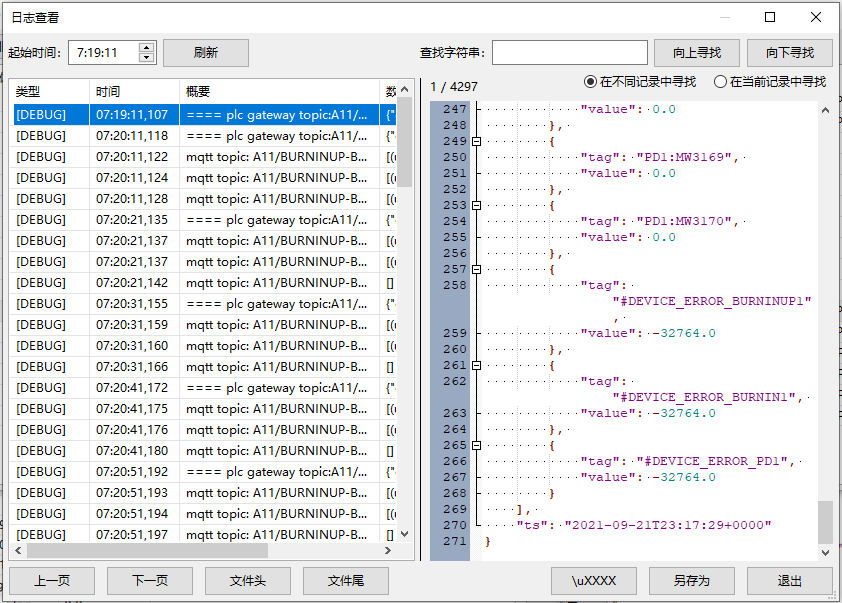 日志查看
起始时间: 7:19:11 刷新 查找字符串: 向上寻找 向下寻找
1 / 4297 在不同记录中寻找 在当前记录中寻找
类型 时间 概要 数
[DEBUG] 07:19:11,107 ==== plc gateway topic:A11/... {"
[DEBUG] 07:20:11,118 ==== plc gateway topic:A11/... {"
[DEBUG] 07:20:11,122 mqtt topic: A11/BURNINUP-B... [(
[DEBUG] 07:20:11,124 mqtt topic: A11/BURNINUP-B... [(
[DEBUG] 07:20:11,128 mqtt topic: A11/BURNINUP-B... [(
[DEBUG] 07:20:21,135 ==== plc gateway topic:A11/... {"
[DEBUG] 07:20:21,137 mqtt topic: A11/BURNINUP-B... [(
[DEBUG] 07:20:21,137 mqtt topic: A11/BURNINUP-B... [(
[DEBUG] 07:20:21,142 mqtt topic: A11/BURNINUP-B... []
[DEBUG] 07:20:31,155 ==== plc gateway topic:A11/... {"
[DEBUG] 07:20:31,159 mqtt topic: A11/BURNINUP-B... [(
[DEBUG] 07:20:31,160 mqtt topic: A11/BURNINUP-B... [(
[DEBUG] 07:20:31,166 mqtt topic: A11/BURNINUP-B... []
[DEBUG] 07:20:41,172 ==== plc gateway topic:A11/... {"
[DEBUG] 07:20:41,175 mqtt topic: A11/BURNINUP-B... [(
[DEBUG] 07:20:41,176 mqtt topic: A11/BURNINUP-B... [(
[DEBUG] 07:20:41,180 mqtt topic: A11/BURNINUP-B... []
[DEBUG] 07:20:51,192 ==== plc gateway topic:A11/... {"
[DEBUG] 07:20:51,193 mqtt topic: A11/BURNINUP-B... [(
[DEBUG] 07:20:51,194 mqtt topic: A11/BURNINUP-B... [(
[DEBUG] 07:20:51,197 mqtt topic: A11/BURNINUP-B... []
247 "value": 0.0
248 },
249 {
250 "tag": "PD1:MW3169",
251 "value": 0.0
252 },
253 {
254 "tag": "PD1:MW3170",
255 "value": 0.0
256 },
257 {
258 "tag":
"#DEVICE_ERROR_BURNINUP1"
,
259 "value": -32764.0
260 },
261 {
262 "tag":
"#DEVICE_ERROR_BURNIN1",
263 "value": -32764.0
264 },
265 {
266 "tag": "#DEVICE_ERROR_PD1",
267 "value": -32764.0
268 }
269 ],
270 "ts": "2021-09-21T23:17:29+0000"
271 }
上一页 下一页 文件头 文件尾 \uXXXX 另存为 退出